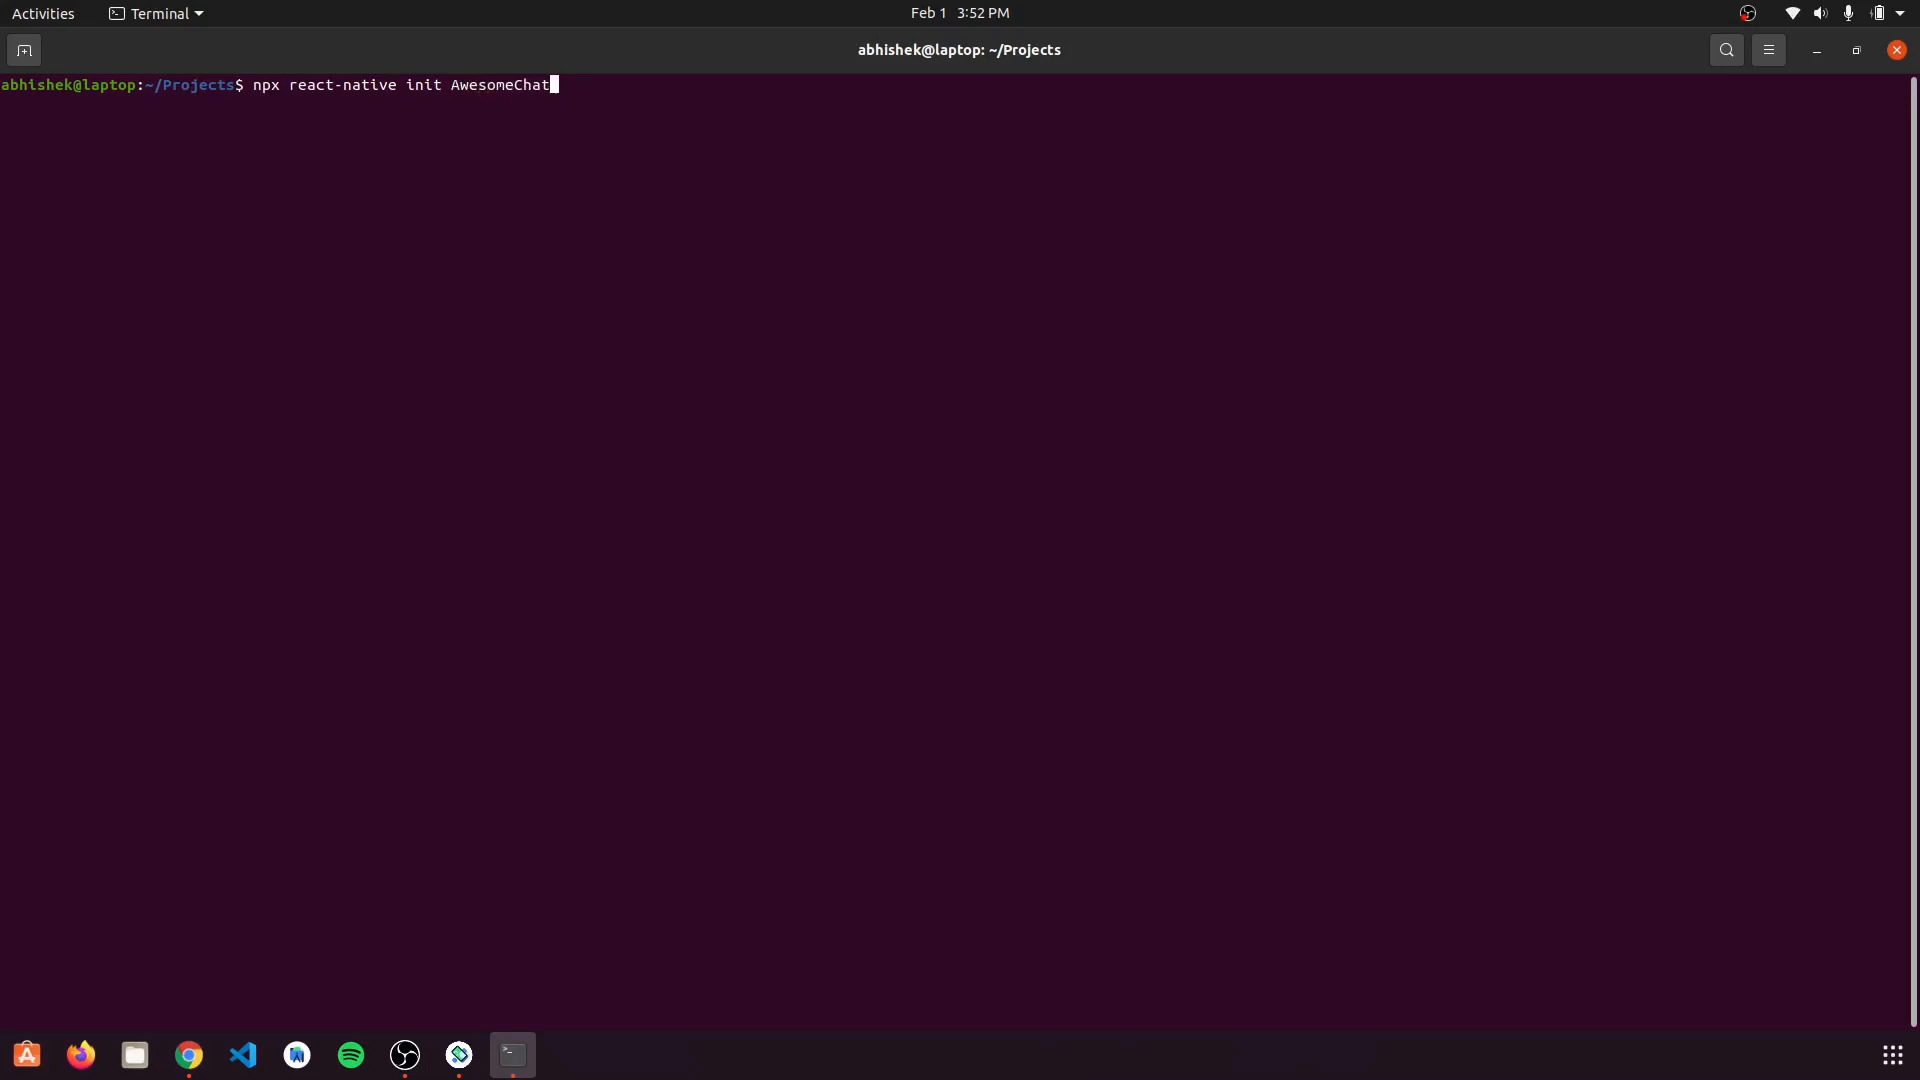 Activities Terminal Feb 1 3:52 PM
abhishek@laptop: ~/Projects
abhishek@laptop:~/Projects$ npx react-native init AwesomeChat